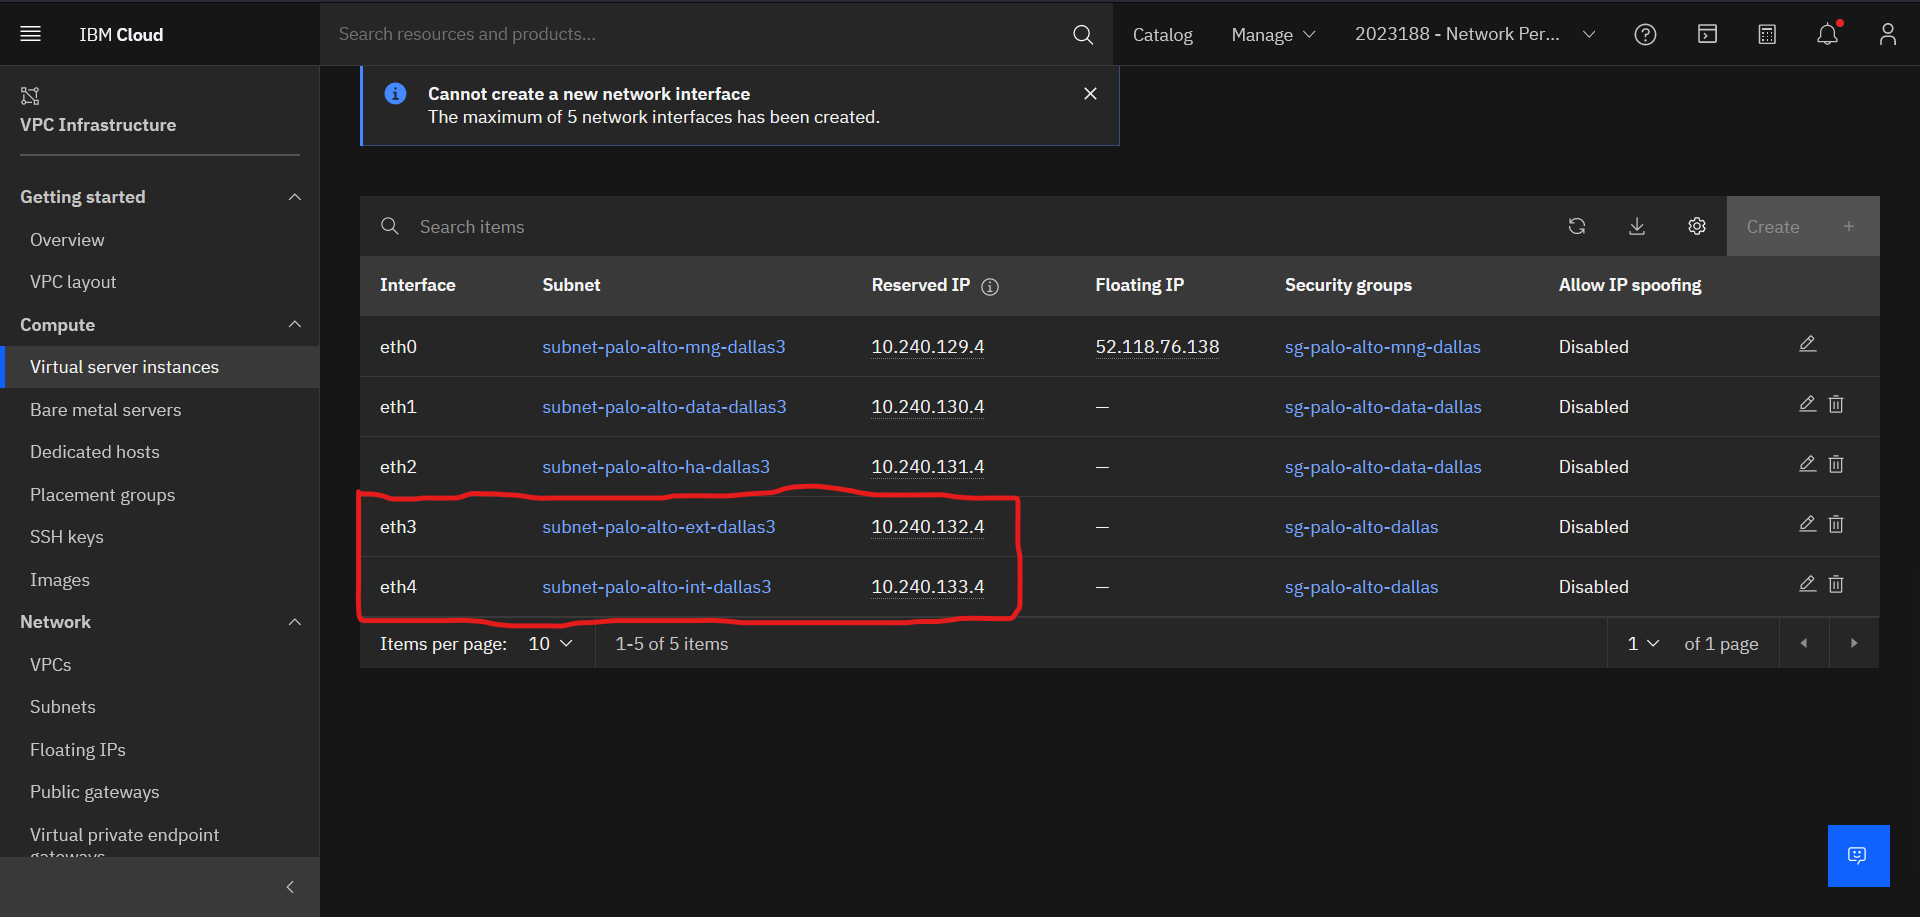 IBM Cloud
Search resources and products...
Catalog
Manage
2023188 - Network Per...
VPC Infrastructure
Getting started
Overview
VPC layout
Compute
Virtual server instances
Bare metal servers
Dedicated hosts
Placement groups
SSH keys
Images
Network
VPCs
Subnets
Floating IPs
Public gateways
Virtual private endpoint
gateways
Cannot create a new network interface
The maximum of 5 network interfaces has been created.
Search items
Create +
Interface Subnet Reserved IP Floating IP Security groups Allow IP spoofing
eth0 subnet-palo-alto-mng-dallas3 10.240.129.4 52.118.76.138 sg-palo-alto-mng-dallas Disabled
eth1 subnet-palo-alto-data-dallas3 10.240.130.4 — sg-palo-alto-data-dallas Disabled
eth2 subnet-palo-alto-ha-dallas3 10.240.131.4 — sg-palo-alto-data-dallas Disabled
eth3 subnet-palo-alto-ext-dallas3 10.240.132.4 — sg-palo-alto-dallas Disabled
eth4 subnet-palo-alto-int-dallas3 10.240.133.4 — sg-palo-alto-dallas Disabled
Items per page: 10 1-5 of 5 items 1 of 1 page